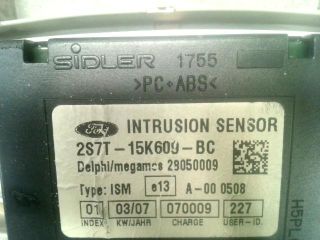 SiDLER 1755
>PC+ABS<
Ford INTRUSION SENSOR
2S7T-15K609-BC
Delphi/megamos 29050009
Type: ISM e13 A-00 0508
01 03/07 070009 227
INDEX KW/JAHR CHARGE USER-ID.